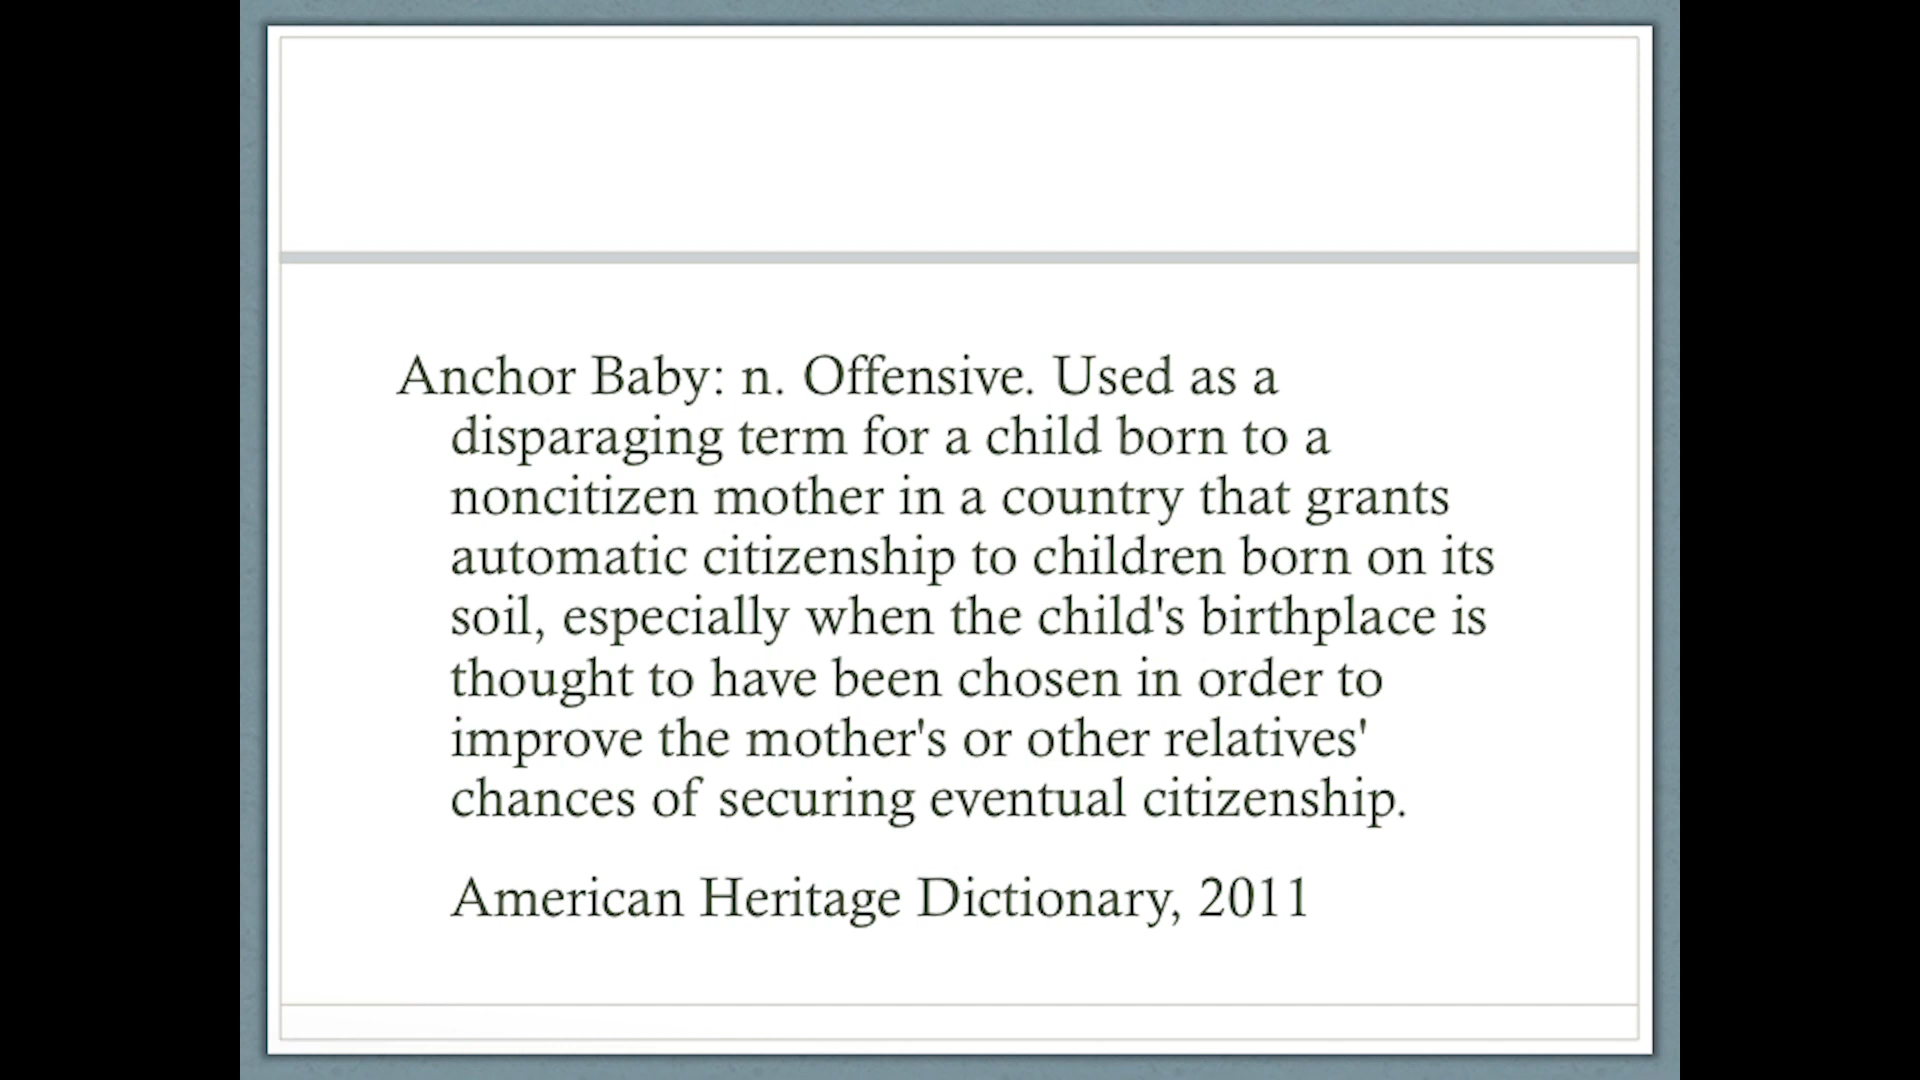 Anchor Baby: n. Offensive. Used as a
disparaging term for a child born to a
noncitizen mother in a country that grants
automatic citizenship to children born on its
soil, especially when the child's birthplace is
thought to have been chosen in order to
improve the mother's or other relatives'
chances of securing eventual citizenship.
American Heritage Dictionary, 2011